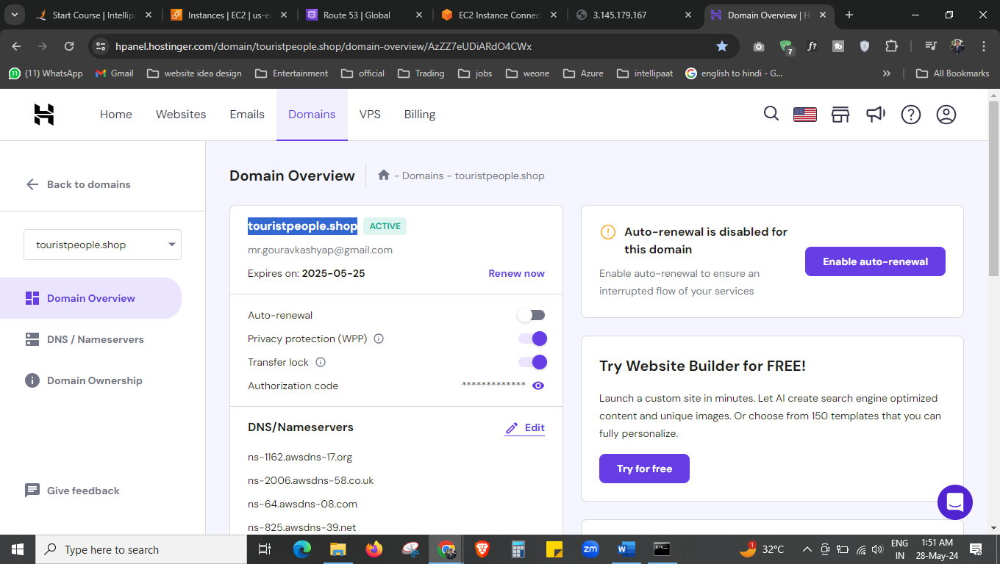 Start Course | Intellipa
Instances | EC2 | us-ea
Route 53 | Global
EC2 Instance Connect
3.145.179.167
Domain Overview | H
hpanel.hostinger.com/domain/touristpeople.shop/domain-overview/AzZZ7eUDiARdO4CWx
7
f?
tb
11
(11) WhatsApp
Gmail
website idea design
Entertainment
official
Trading
jobs
weone
Azure
intellipaat
english to hindi - G...
»
All Bookmarks
Home
Websites
Emails
Domains
VPS
Billing
Back to domains
Domain Overview
- Domains - touristpeople.shop
touristpeople.shop
Domain Overview
DNS / Nameservers
Domain Ownership
Give feedback
touristpeople.shop
ACTIVE
mr.gouravkashyap@gmail.com
Expires on: 2025-05-25
Renew now
Auto-renewal
Privacy protection (WPP)
Transfer lock
Authorization code
*************
DNS/Nameservers
Edit
ns-1162.awsdns-17.org
ns-2006.awsdns-58.co.uk
ns-64.awsdns-08.com
ns-825.awsdns-39.net
Auto-renewal is disabled for
this domain
Enable auto-renewal to ensure an
interrupted flow of your services
Enable auto-renewal
Try Website Builder for FREE!
Launch a custom site in minutes. Let AI create search engine optimized
content and unique images. Or choose from 150 templates that you can
fully personalize.
Try for free
Type here to search
zm
1
32°C
ENG
IN
1:51 AM
28-May-24